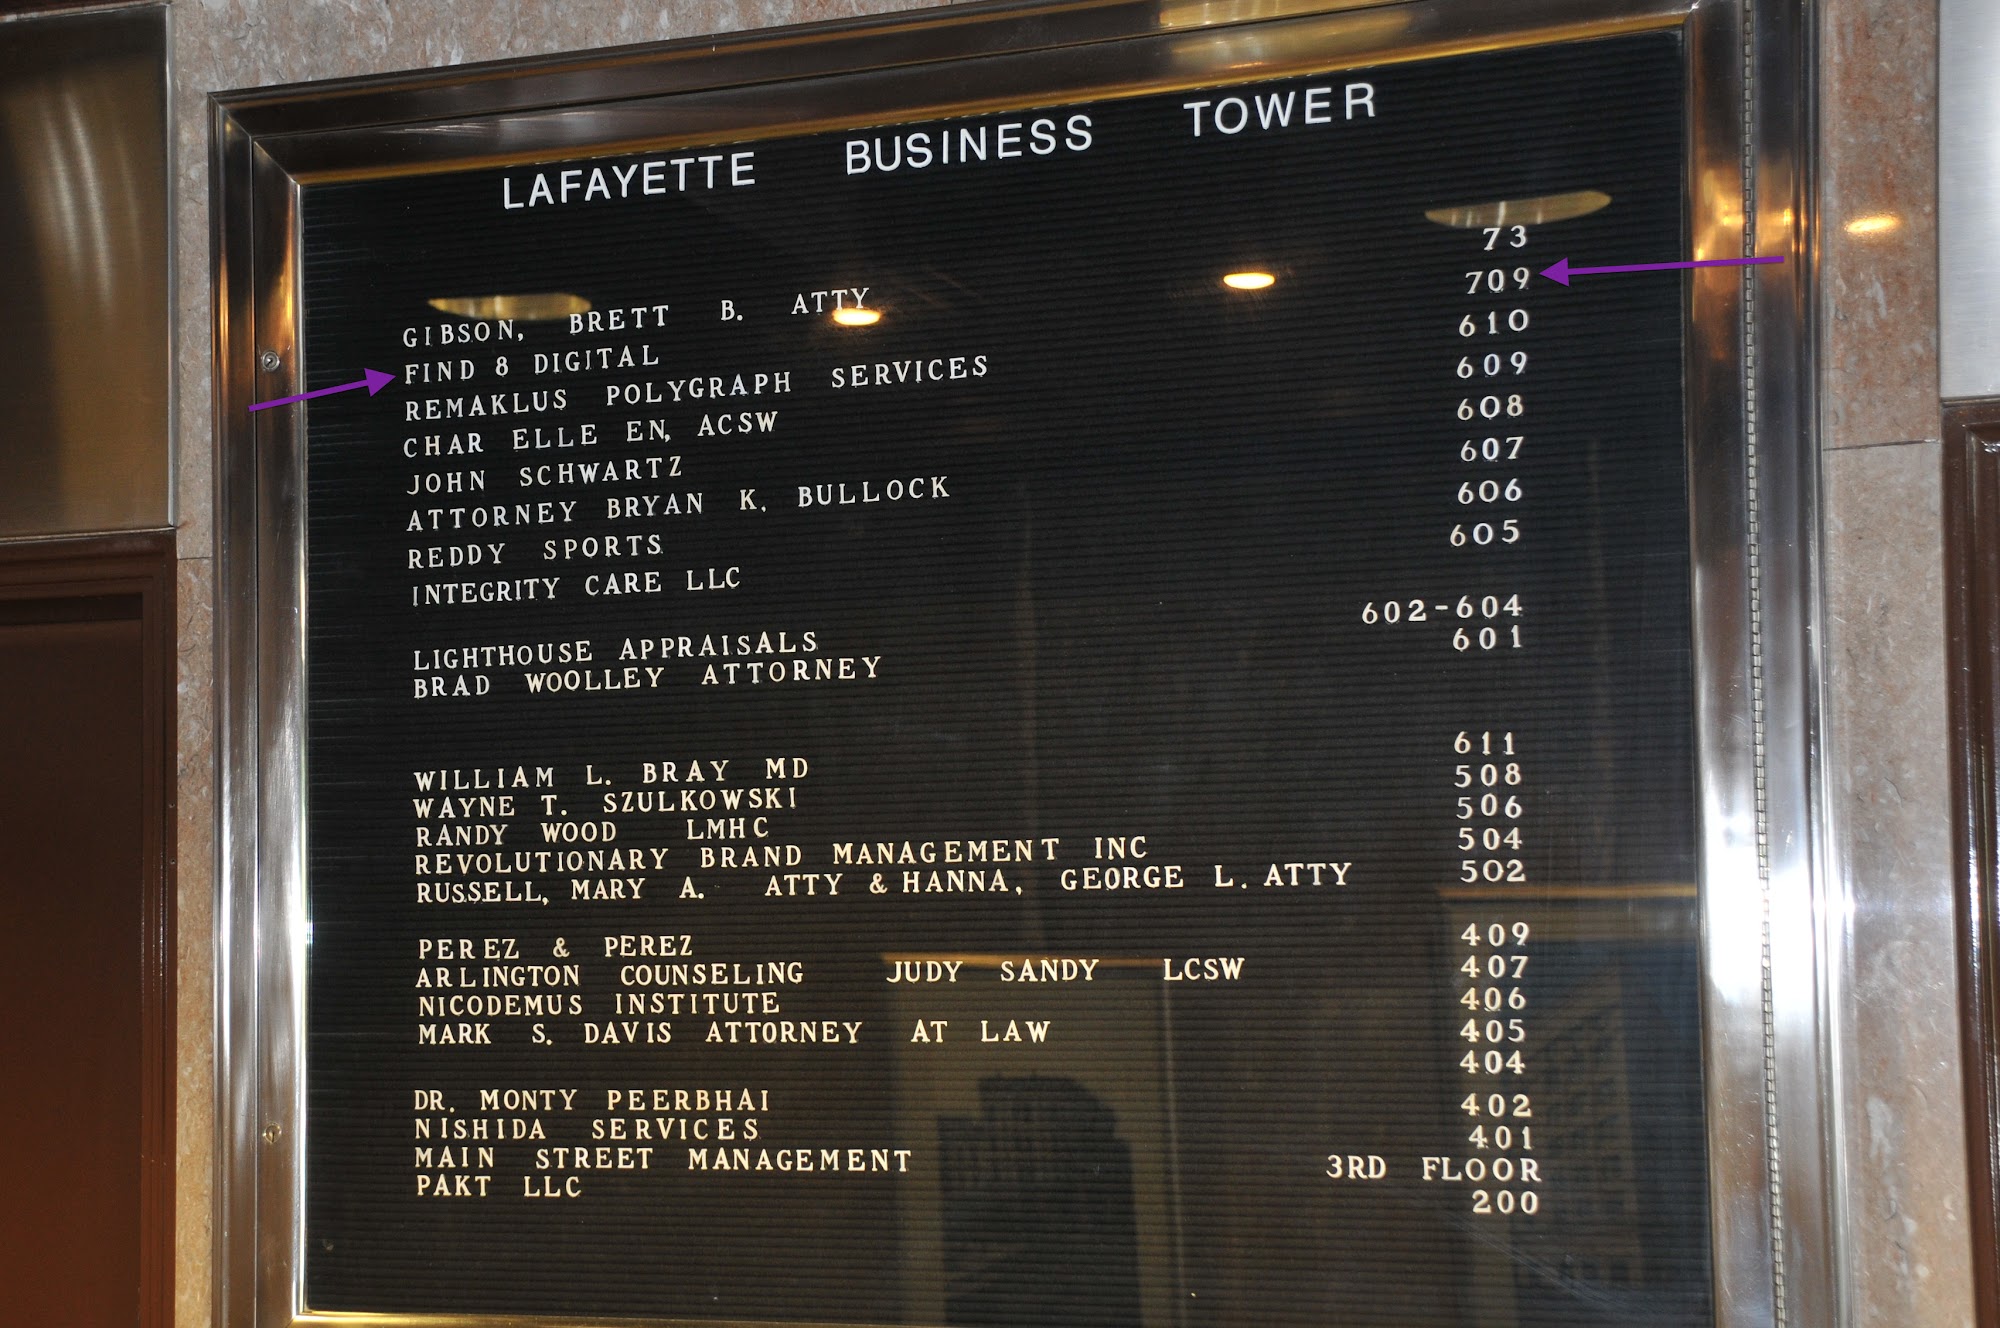 LAFAYETTE BUSINESS TOWER
GIBSON, BRETT B. ATTY 73
FIND 8 DIGITAL 709
REMAKLUS POLYGRAPH SERVICES 610
CHAR ELLE EN, ACSW 609
JOHN SCHWARTZ 608
ATTORNEY BRYAN K. BULLOCK 607
REDDY SPORTS 606
INTEGRITY CARE LLC 605
LIGHTHOUSE APPRAISALS 602-604
BRAD WOOLLEY ATTORNEY 601
WILLIAM L. BRAY MD 611
WAYNE T. SZULKOWSKI 508
RANDY WOOD LMHC 506
REVOLUTIONARY BRAND MANAGEMENT INC 504
RUSSELL, MARY A. ATTY & HANNA, GEORGE L. ATTY 502
PEREZ & PEREZ 409
ARLINGTON COUNSELING JUDY SANDY LCSW 407
NICODEMUS INSTITUTE 406
MARK S. DAVIS ATTORNEY AT LAW 405
404
DR. MONTY PEERBHAI 402
NISHIDA SERVICES 401
MAIN STREET MANAGEMENT 3RD FLOOR
PAKT LLC 200